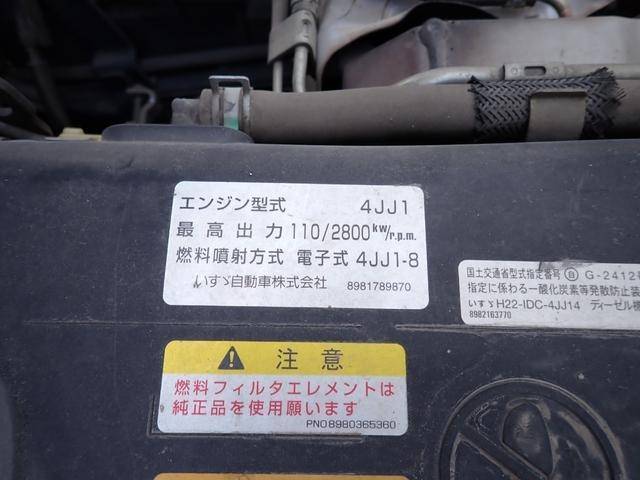 エンジン型式 4JJ1
最高出力 110/2800 kW/r.p.m.
燃料噴射方式 電子式 4JJ1-8
いすゞ自動車株式会社 8981789870
国土交通省型式指定番号 G-2412
指定に係わる一酸化炭素等発散防止装
いすゞH22-IDC-4JJ14 ディーゼル機
8982163770
注意
燃料フィルタエレメントは
純正品を使用願います
PNO8980365360